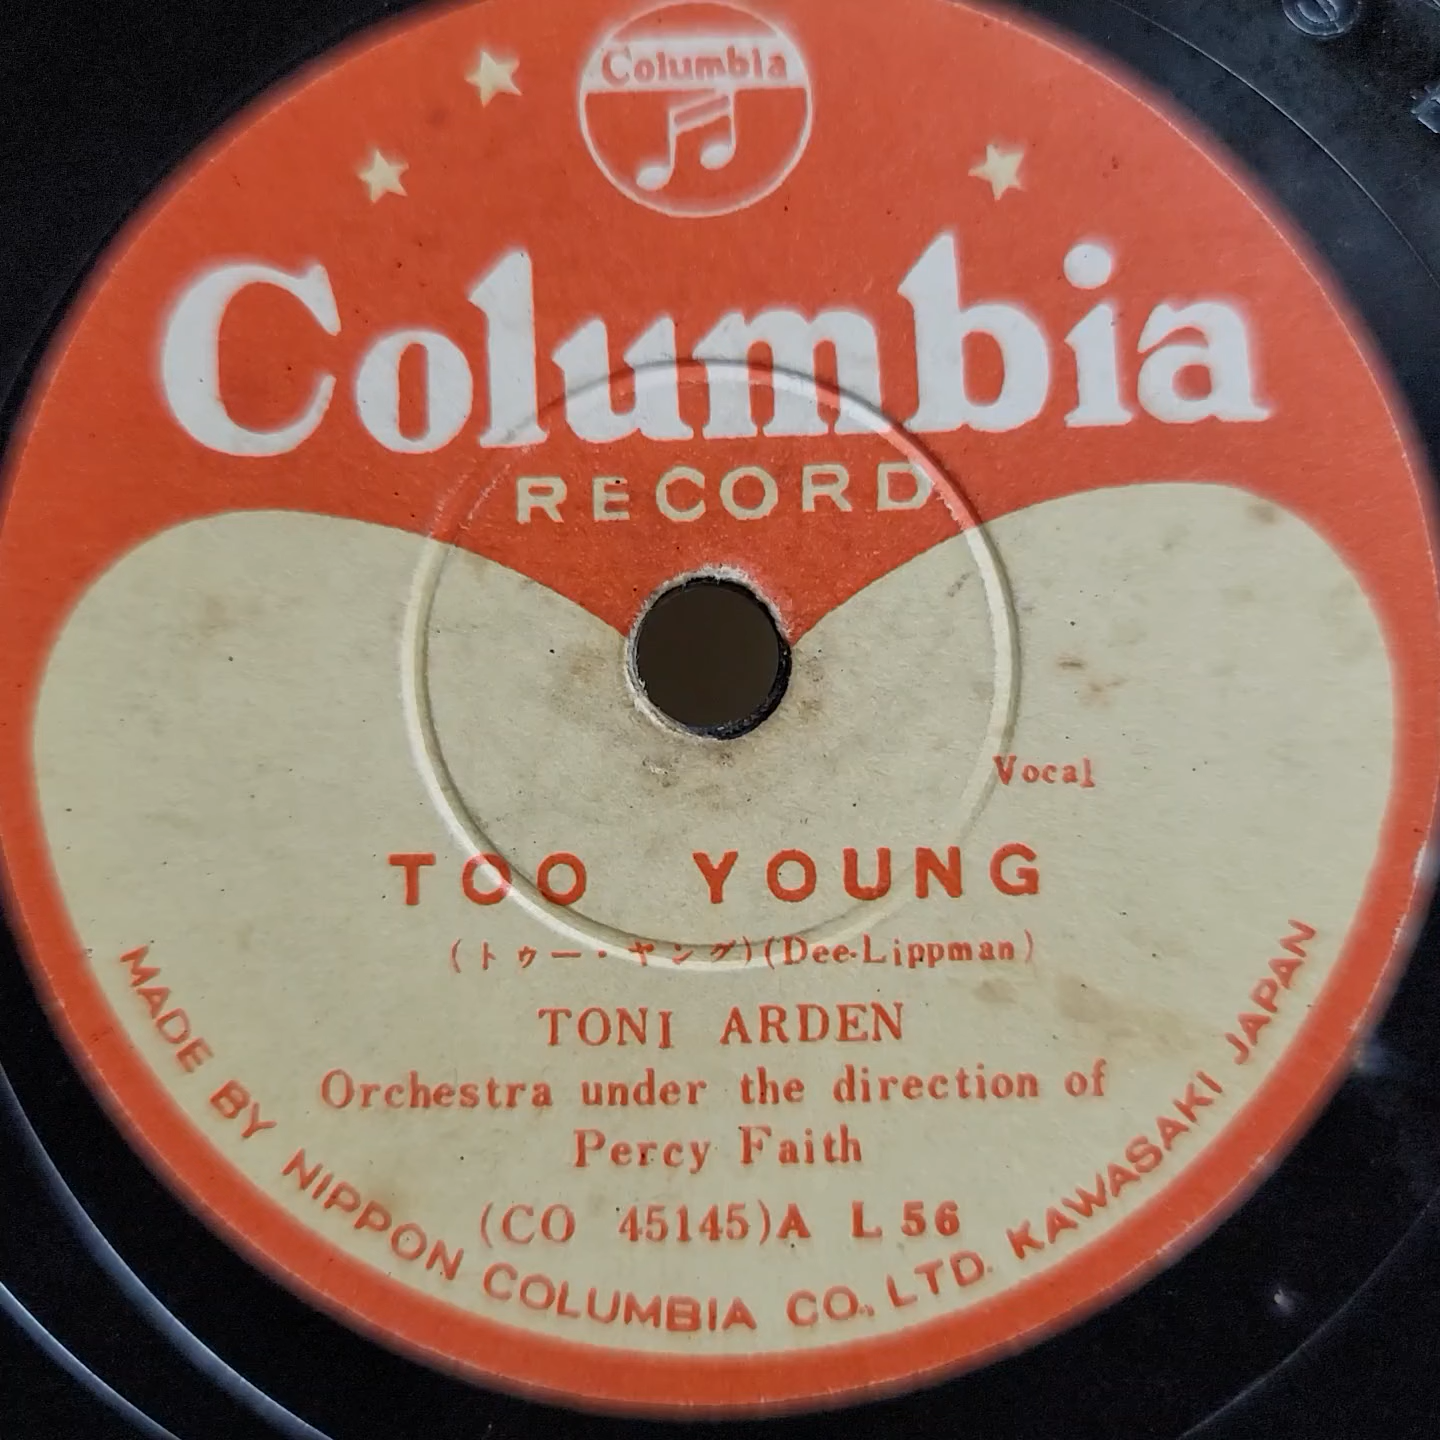 Columbia
Columbia
RECORD
Vocal
TOO YOUNG
(トゥー・ヤング)(Dee-Lippman)
TONI ARDEN
Orchestra under the direction of
Percy Faith
(CO 45145)A L 56
MADE BY NIPPON COLUMBIA CO., LTD. KAWASAKI JAPAN